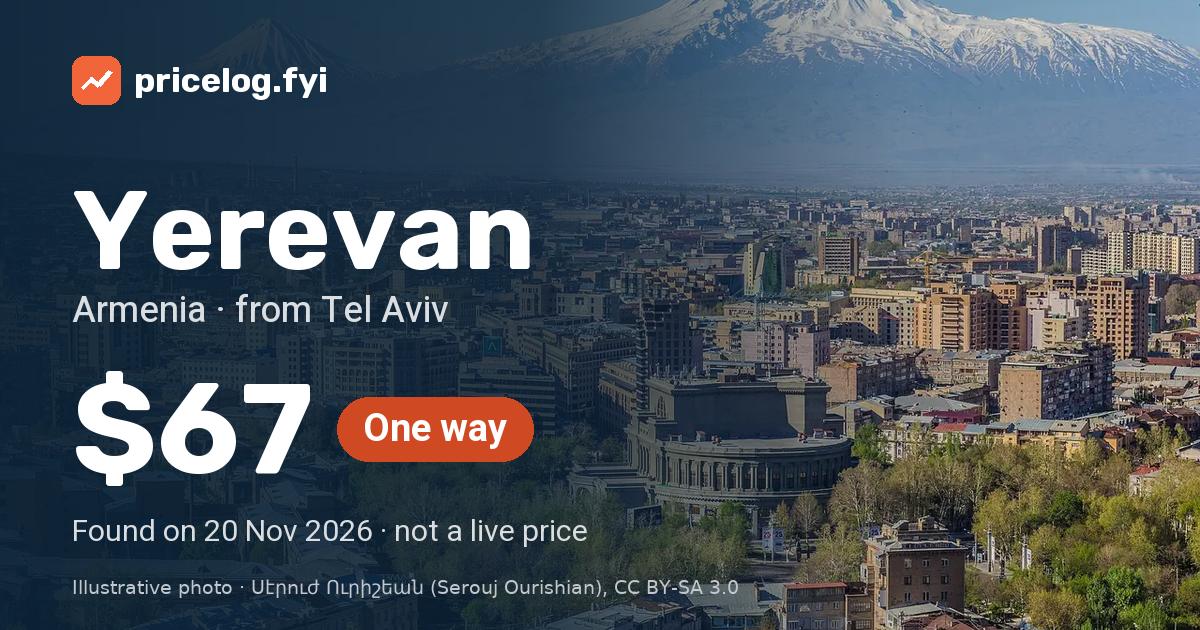 pricelog.fyi
Yerevan
Armenia · from Tel Aviv
$67 One way
Found on 20 Nov 2026 · not a live price
Illustrative photo · Սէրուժ Ուրիշեան (Serouj Ourishian), CC BY-SA 3.0